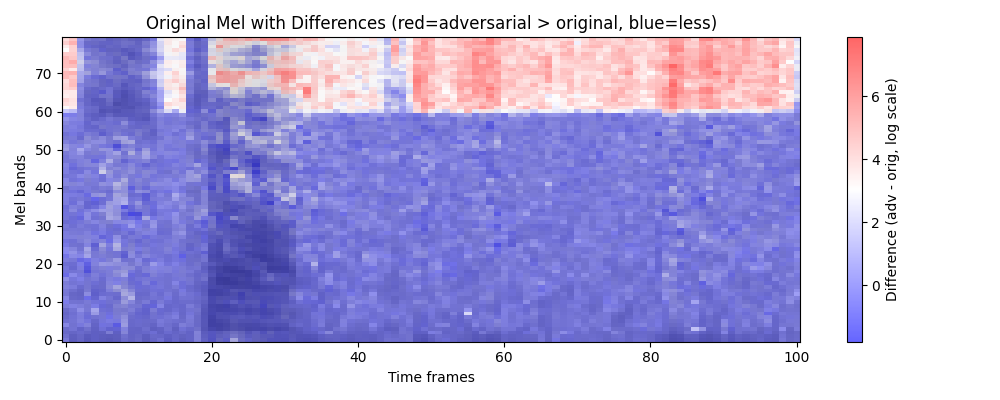 Original Mel with Differences (red=adversarial > original, blue=less)
70
60
50
40
30
20
10
0
Mel bands
0 20 40 60 80 100
Time frames
6
4
2
0
Difference (adv - orig, log scale)